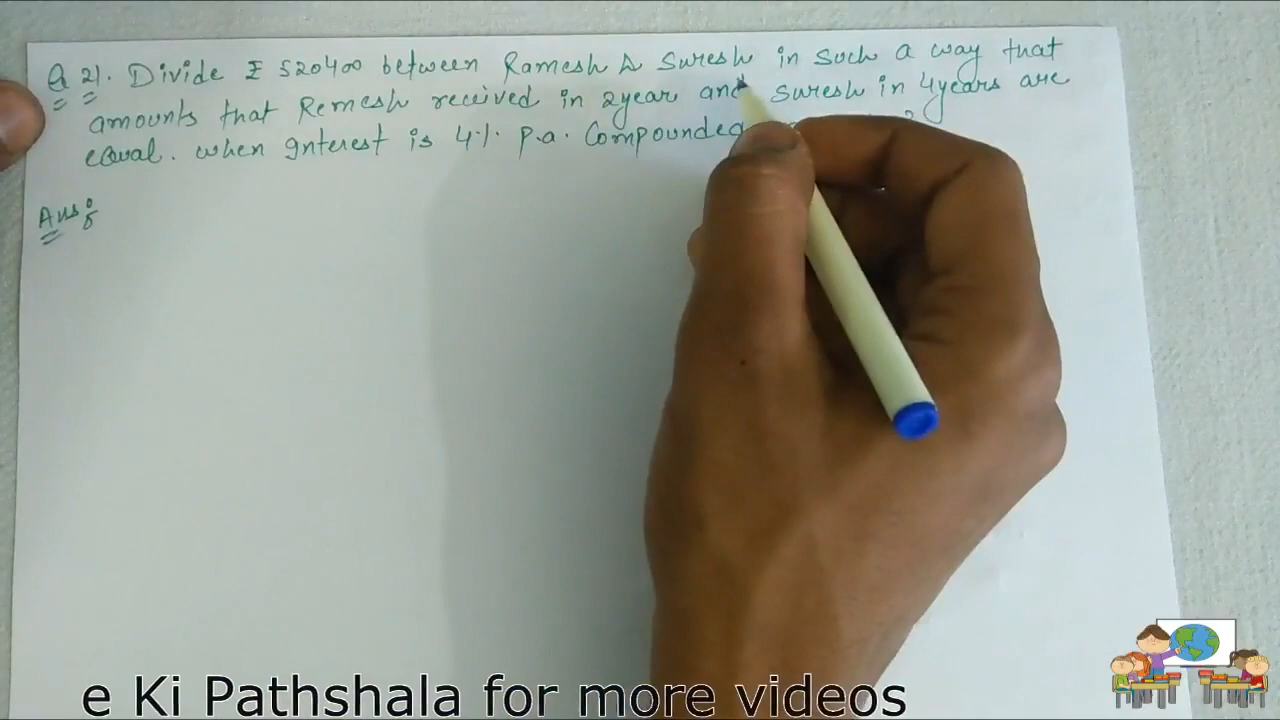 Q 21. Divide ₹ 520400 between Ramesh & Suresh in such a way that
amounts that Remesh received in 2year and Suresh in 4years are
equal. when Interest is 4%. p.a. Compounded
Ans:
e Ki Pathshala for more videos